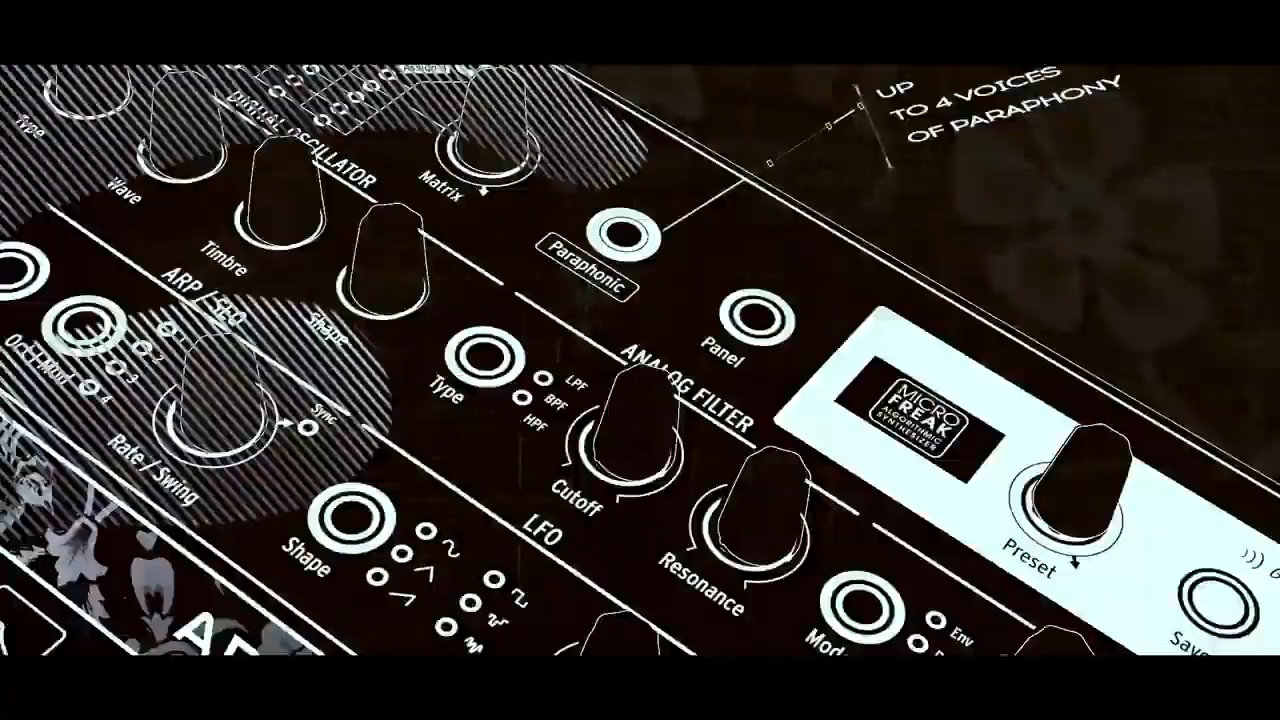 UP
TO 4 VOICES
OF PARAPHONY
Type
Wave
DIGITAL OSCILLATOR
Timbre
Shape
Matrix
Paraphonic
Panel
ARP / SEQ
1
2
3
4
Rate / Swing
Sync
Type
LPF
BPF
HPF
ANALOG FILTER
Cutoff
Resonance
MICRO
FREAK
ALGORITHMIC
SYNTHESIZER
Preset
LFO
Shape
Env